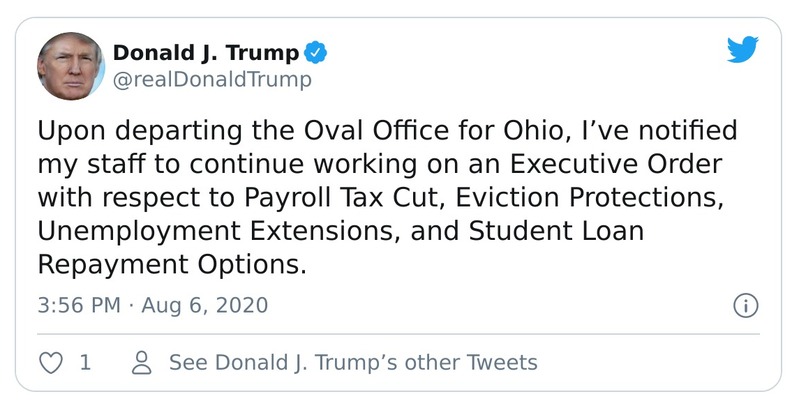 Donald J. Trump
@realDonaldTrump
Upon departing the Oval Office for Ohio, I’ve notified
my staff to continue working on an Executive Order
with respect to Payroll Tax Cut, Eviction Protections,
Unemployment Extensions, and Student Loan
Repayment Options.
3:56 PM · Aug 6, 2020
1 See Donald J. Trump’s other Tweets